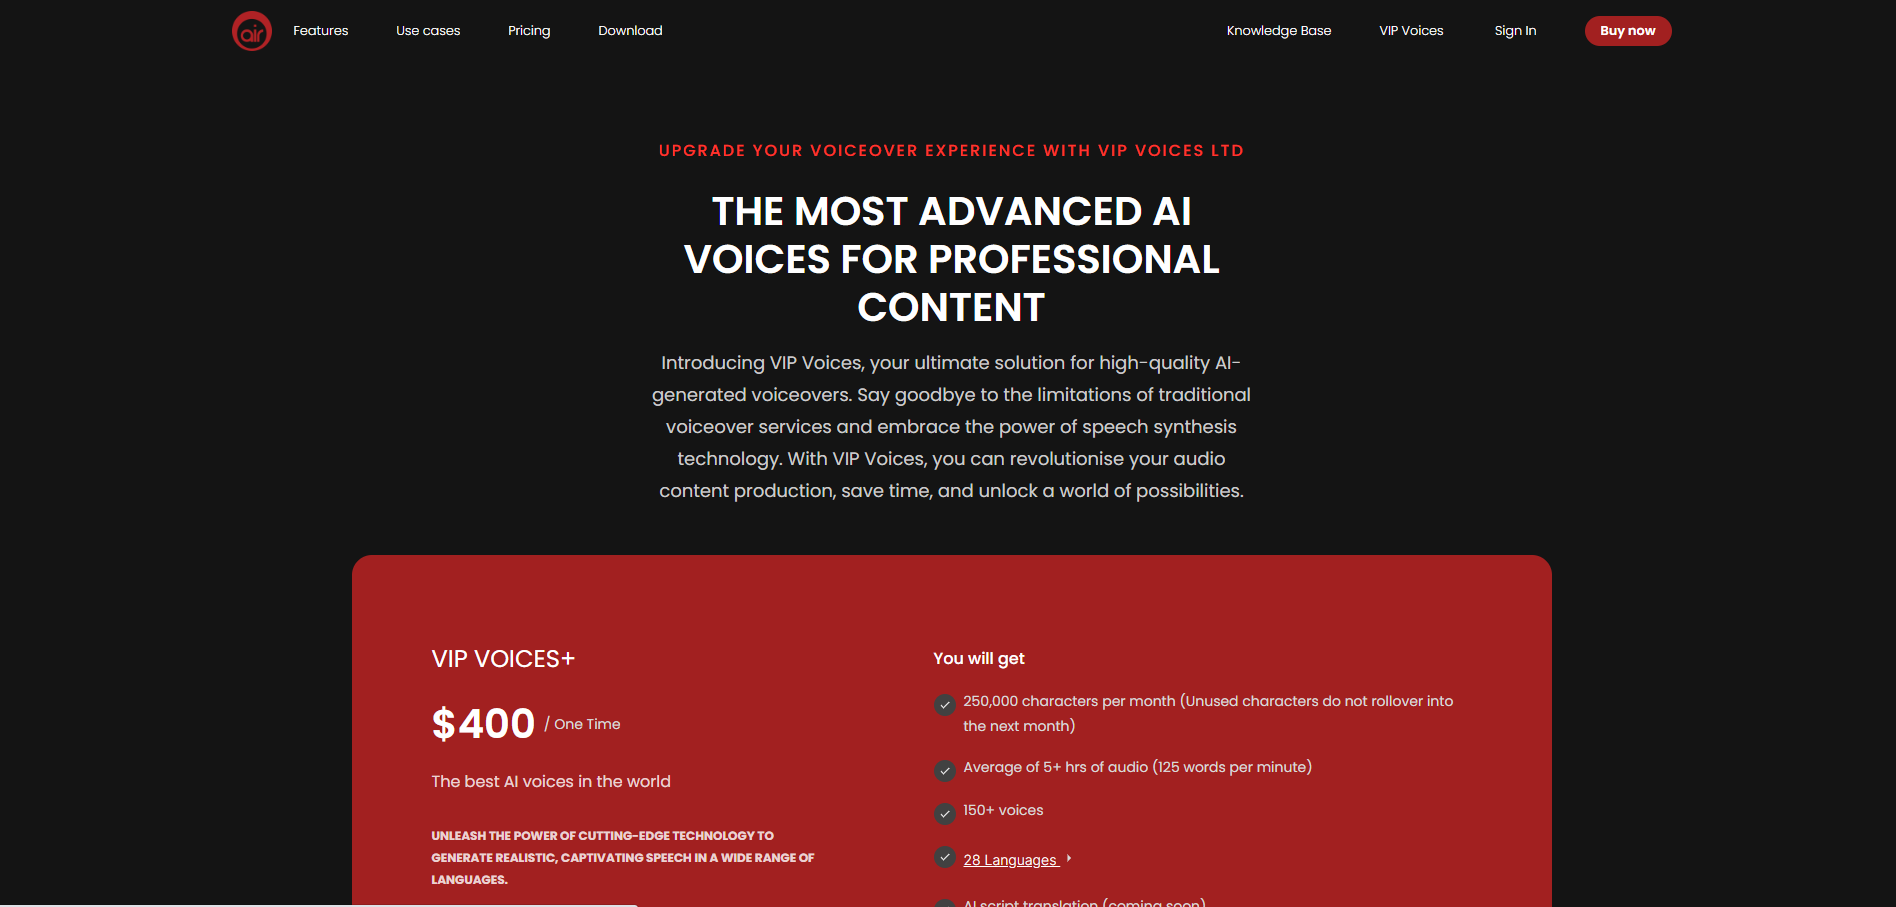 air
Features
Use cases
Pricing
Download
Knowledge Base
VIP Voices
Sign In
Buy now
UPGRADE YOUR VOICEOVER EXPERIENCE WITH VIP VOICES LTD
THE MOST ADVANCED AI
VOICES FOR PROFESSIONAL
CONTENT
Introducing VIP Voices, your ultimate solution for high-quality AI-
generated voiceovers. Say goodbye to the limitations of traditional
voiceover services and embrace the power of speech synthesis
technology. With VIP Voices, you can revolutionise your audio
content production, save time, and unlock a world of possibilities.
VIP VOICES+
$400 / One Time
The best AI voices in the world
UNLEASH THE POWER OF CUTTING-EDGE TECHNOLOGY TO
GENERATE REALISTIC, CAPTIVATING SPEECH IN A WIDE RANGE OF
LANGUAGES.
You will get
250,000 characters per month (Unused characters do not rollover into
the next month)
Average of 5+ hrs of audio (125 words per minute)
150+ voices
28 Languages
AI script translation (coming soon)